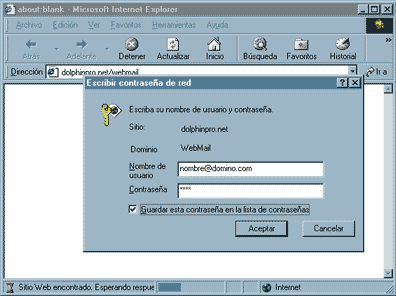 about:blank - Microsoft Internet Explorer
Archivo Edición Ver Favoritos Herramientas Ayuda
Atrás Adelante Detener Actualizar Inicio Búsqueda Favoritos Historial
Dirección dolphinpro.net/webmail Ir a
Escribir contraseña de red
Escriba su nombre de usuario y contraseña.
Sitio: dolphinpro.net
Dominio WebMail
Nombre de usuario nombre@domino.com
Contraseña ****
Guardar esta contraseña en la lista de contraseñas
Aceptar Cancelar
Sitio Web encontrado. Esperando respue Internet